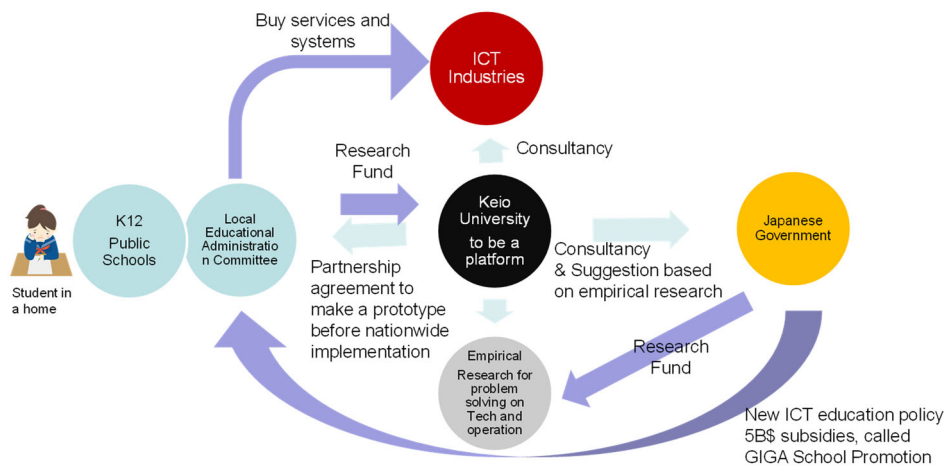 Buy services and
systems
ICT
Industries
Research
Fund
Consultancy
K12
Public
Schools
Local
Educational
Administratio
n Committee
Keio
University
to be a
platform
Japanese
Government
Student in
a home
Partnership
agreement to
make a prototype
before nationwide
implementation
Consultancy
& Suggestion based
on empirical research
Empirical
Research for
problem
solving on
Tech and
operation
Research
Fund
New ICT education policy
5B$ subsidies, called
GIGA School Promotion